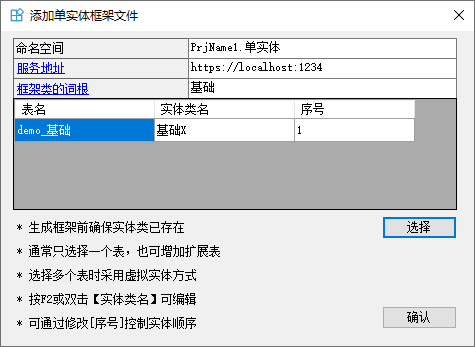 添加单实体框架文件
命名空间 PrjName1.单实体
服务地址 https://localhost:1234
框架类的词根 基础
表名 实体类名 序号
demo_基础 基础X 1
* 生成框架前确保实体类已存在
选择
* 通常只选择一个表，也可增加扩展表
* 选择多个表时采用虚拟实体方式
* 按F2或双击【实体类名】可编辑
确认
* 可通过修改[序号]控制实体顺序